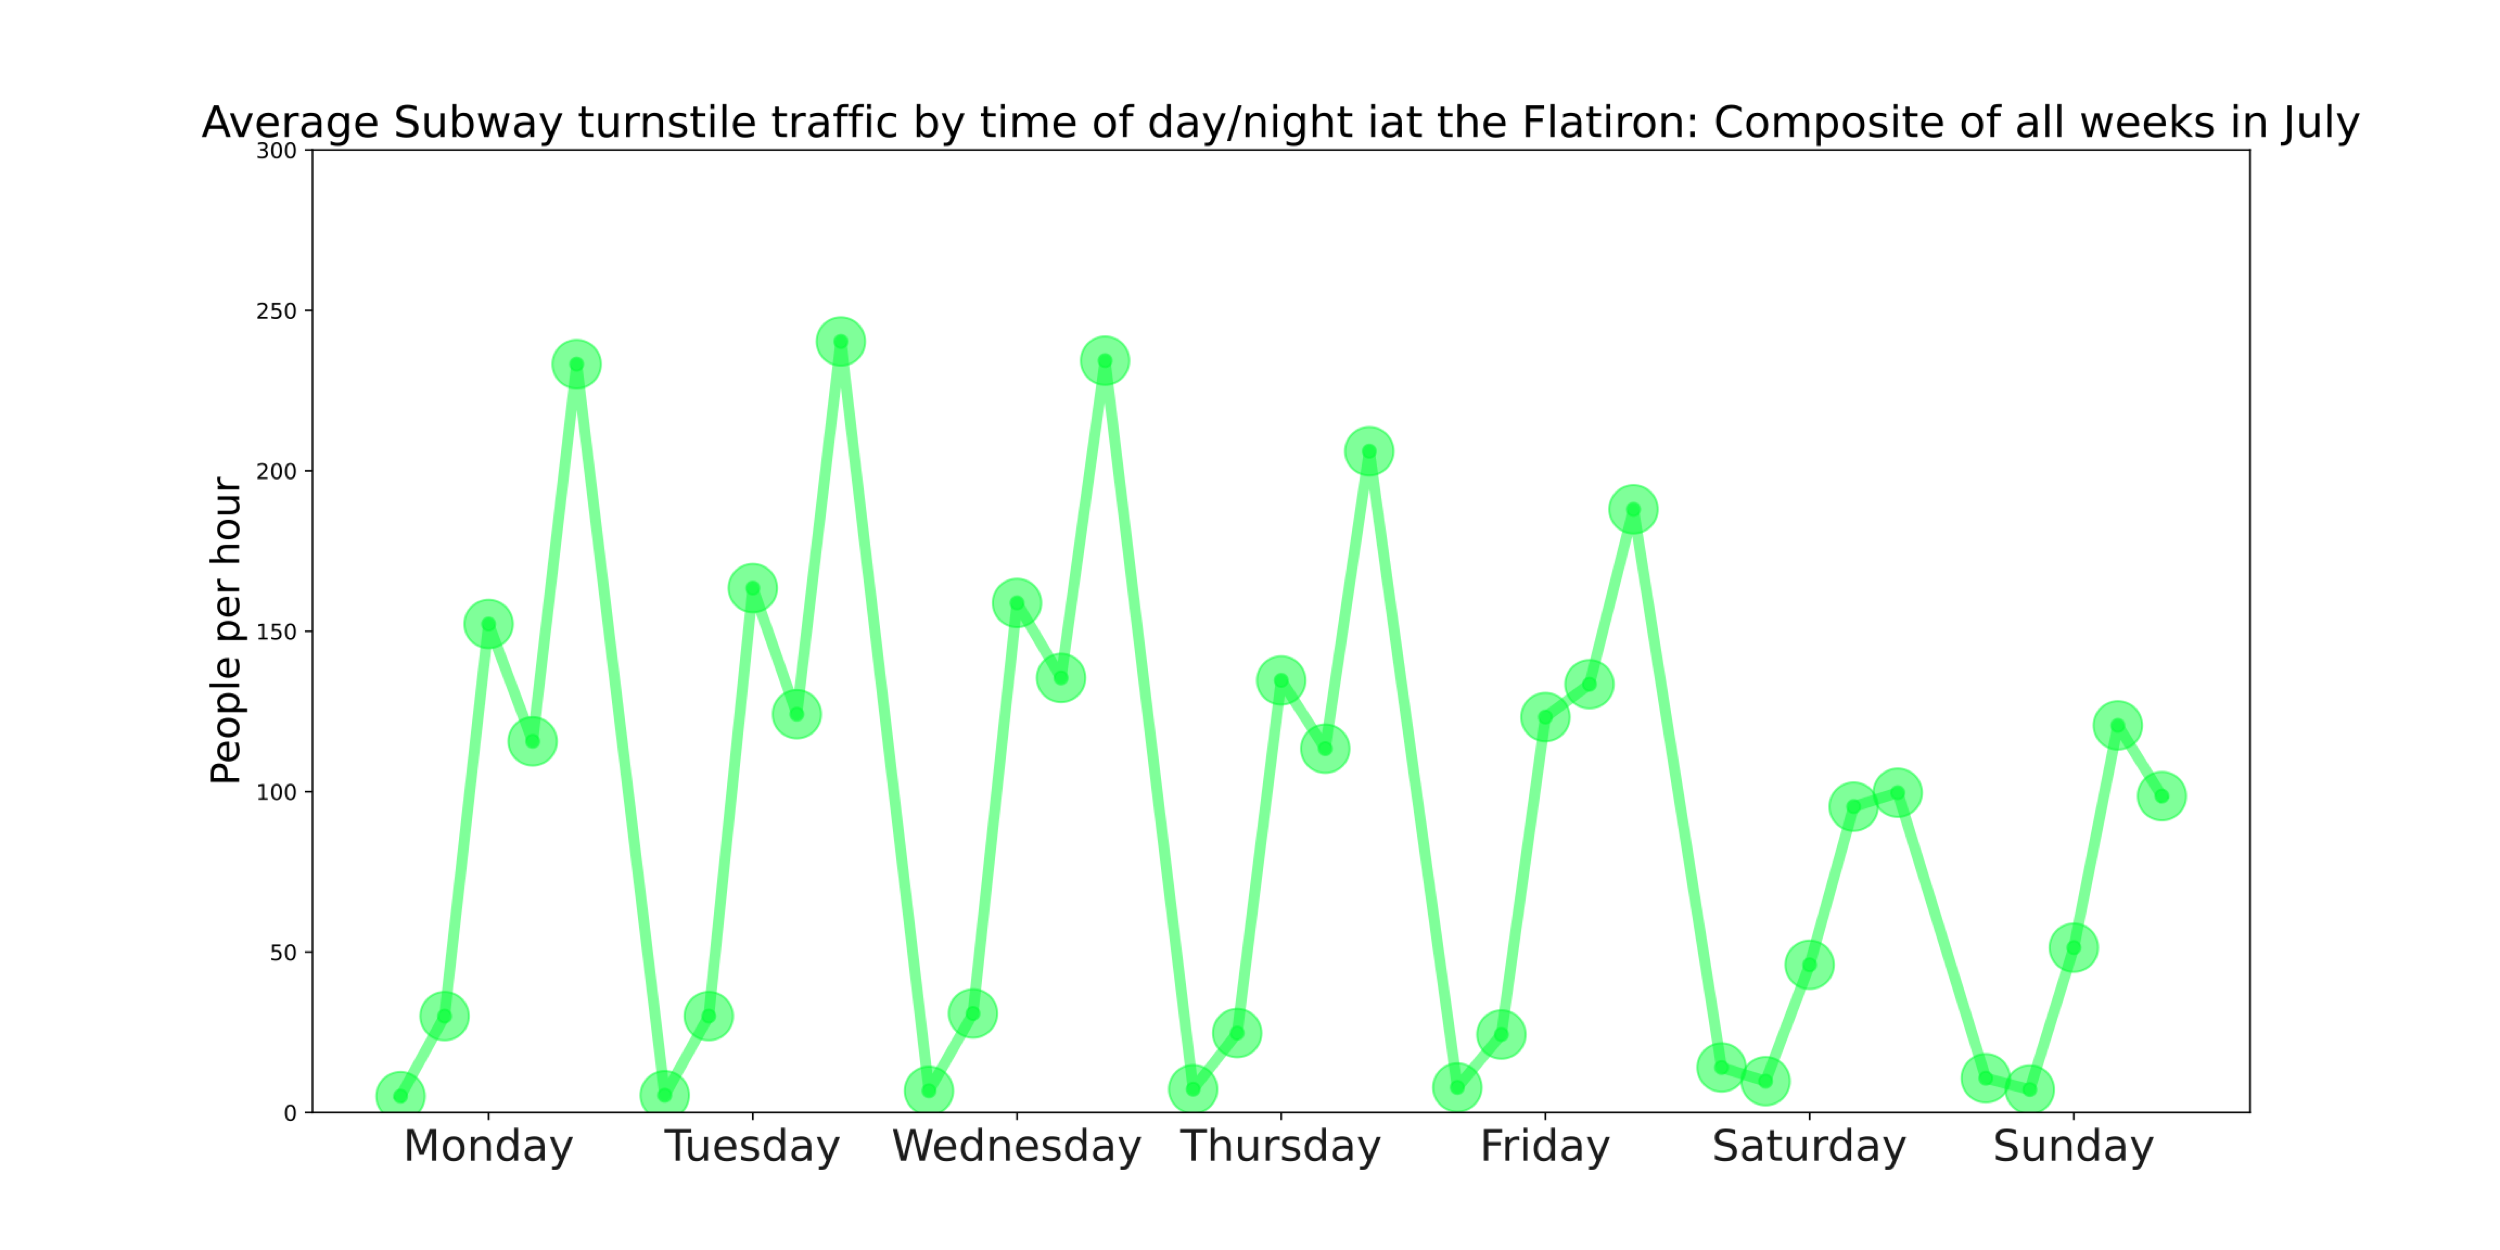 Average Subway turnstile traffic by time of day/night iat the Flatiron: Composite of all weeks in July
300
250
200
150
100
50
0
People per hour
Monday Tuesday Wednesday Thursday Friday Saturday Sunday